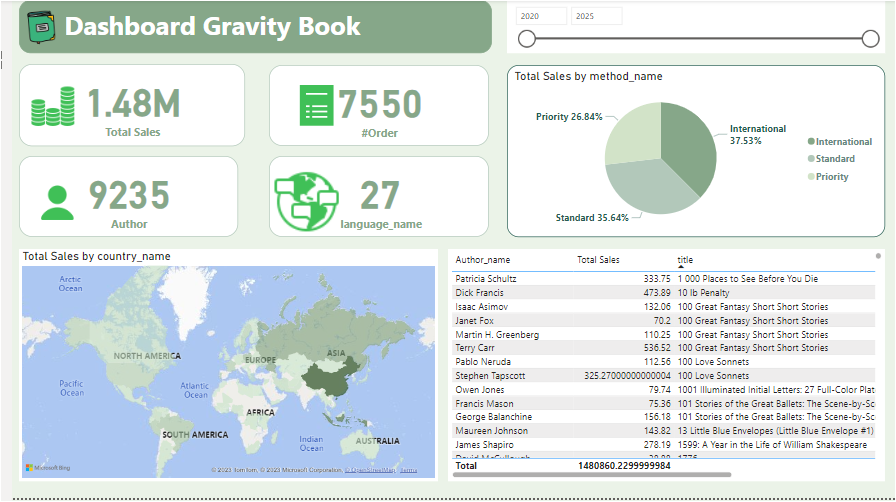 Dashboard Gravity Book
2020 2025
1.48M
Total Sales
7550
#Order
9235
Author
27
language_name
Total Sales by method_name
Priority 26.84%
International
37.53%
Standard 35.64%
International
Standard
Priority
Total Sales by country_name
Arctic
Ocean
NORTH AMERICA
EUROPE
ASIA
Pacific
Ocean
Atlantic
Ocean
AFRICA
SOUTH AMERICA
Indian
Ocean
AUSTRALIA
Microsoft Bing
© 2023 TomTom, © 2023 Microsoft Corporation, © OpenStreetMap Terms
Author_name Total Sales title
Patricia Schultz 333.75 1 000 Places to See Before You Die
Dick Francis 473.89 10 lb Penalty
Isaac Asimov 132.06 100 Great Fantasy Short Short Stories
Janet Fox 70.2 100 Great Fantasy Short Short Stories
Martin H. Greenberg 110.25 100 Great Fantasy Short Short Stories
Terry Carr 536.52 100 Great Fantasy Short Short Stories
Pablo Neruda 112.56 100 Love Sonnets
Stephen Tapscott 325.27000000000004 100 Love Sonnets
Owen Jones 79.74 1001 Illuminated Initial Letters: 27 Full-Color Plat
Francis Mason 75.36 101 Stories of the Great Ballets: The Scene-by-Sc
George Balanchine 156.18 101 Stories of the Great Ballets: The Scene-by-Sc
Maureen Johnson 143.82 13 Little Blue Envelopes (Little Blue Envelope #1)
James Shapiro 278.19 1599: A Year in the Life of William Shakespeare
David McCullough 1776
Total 1480860.2299999984